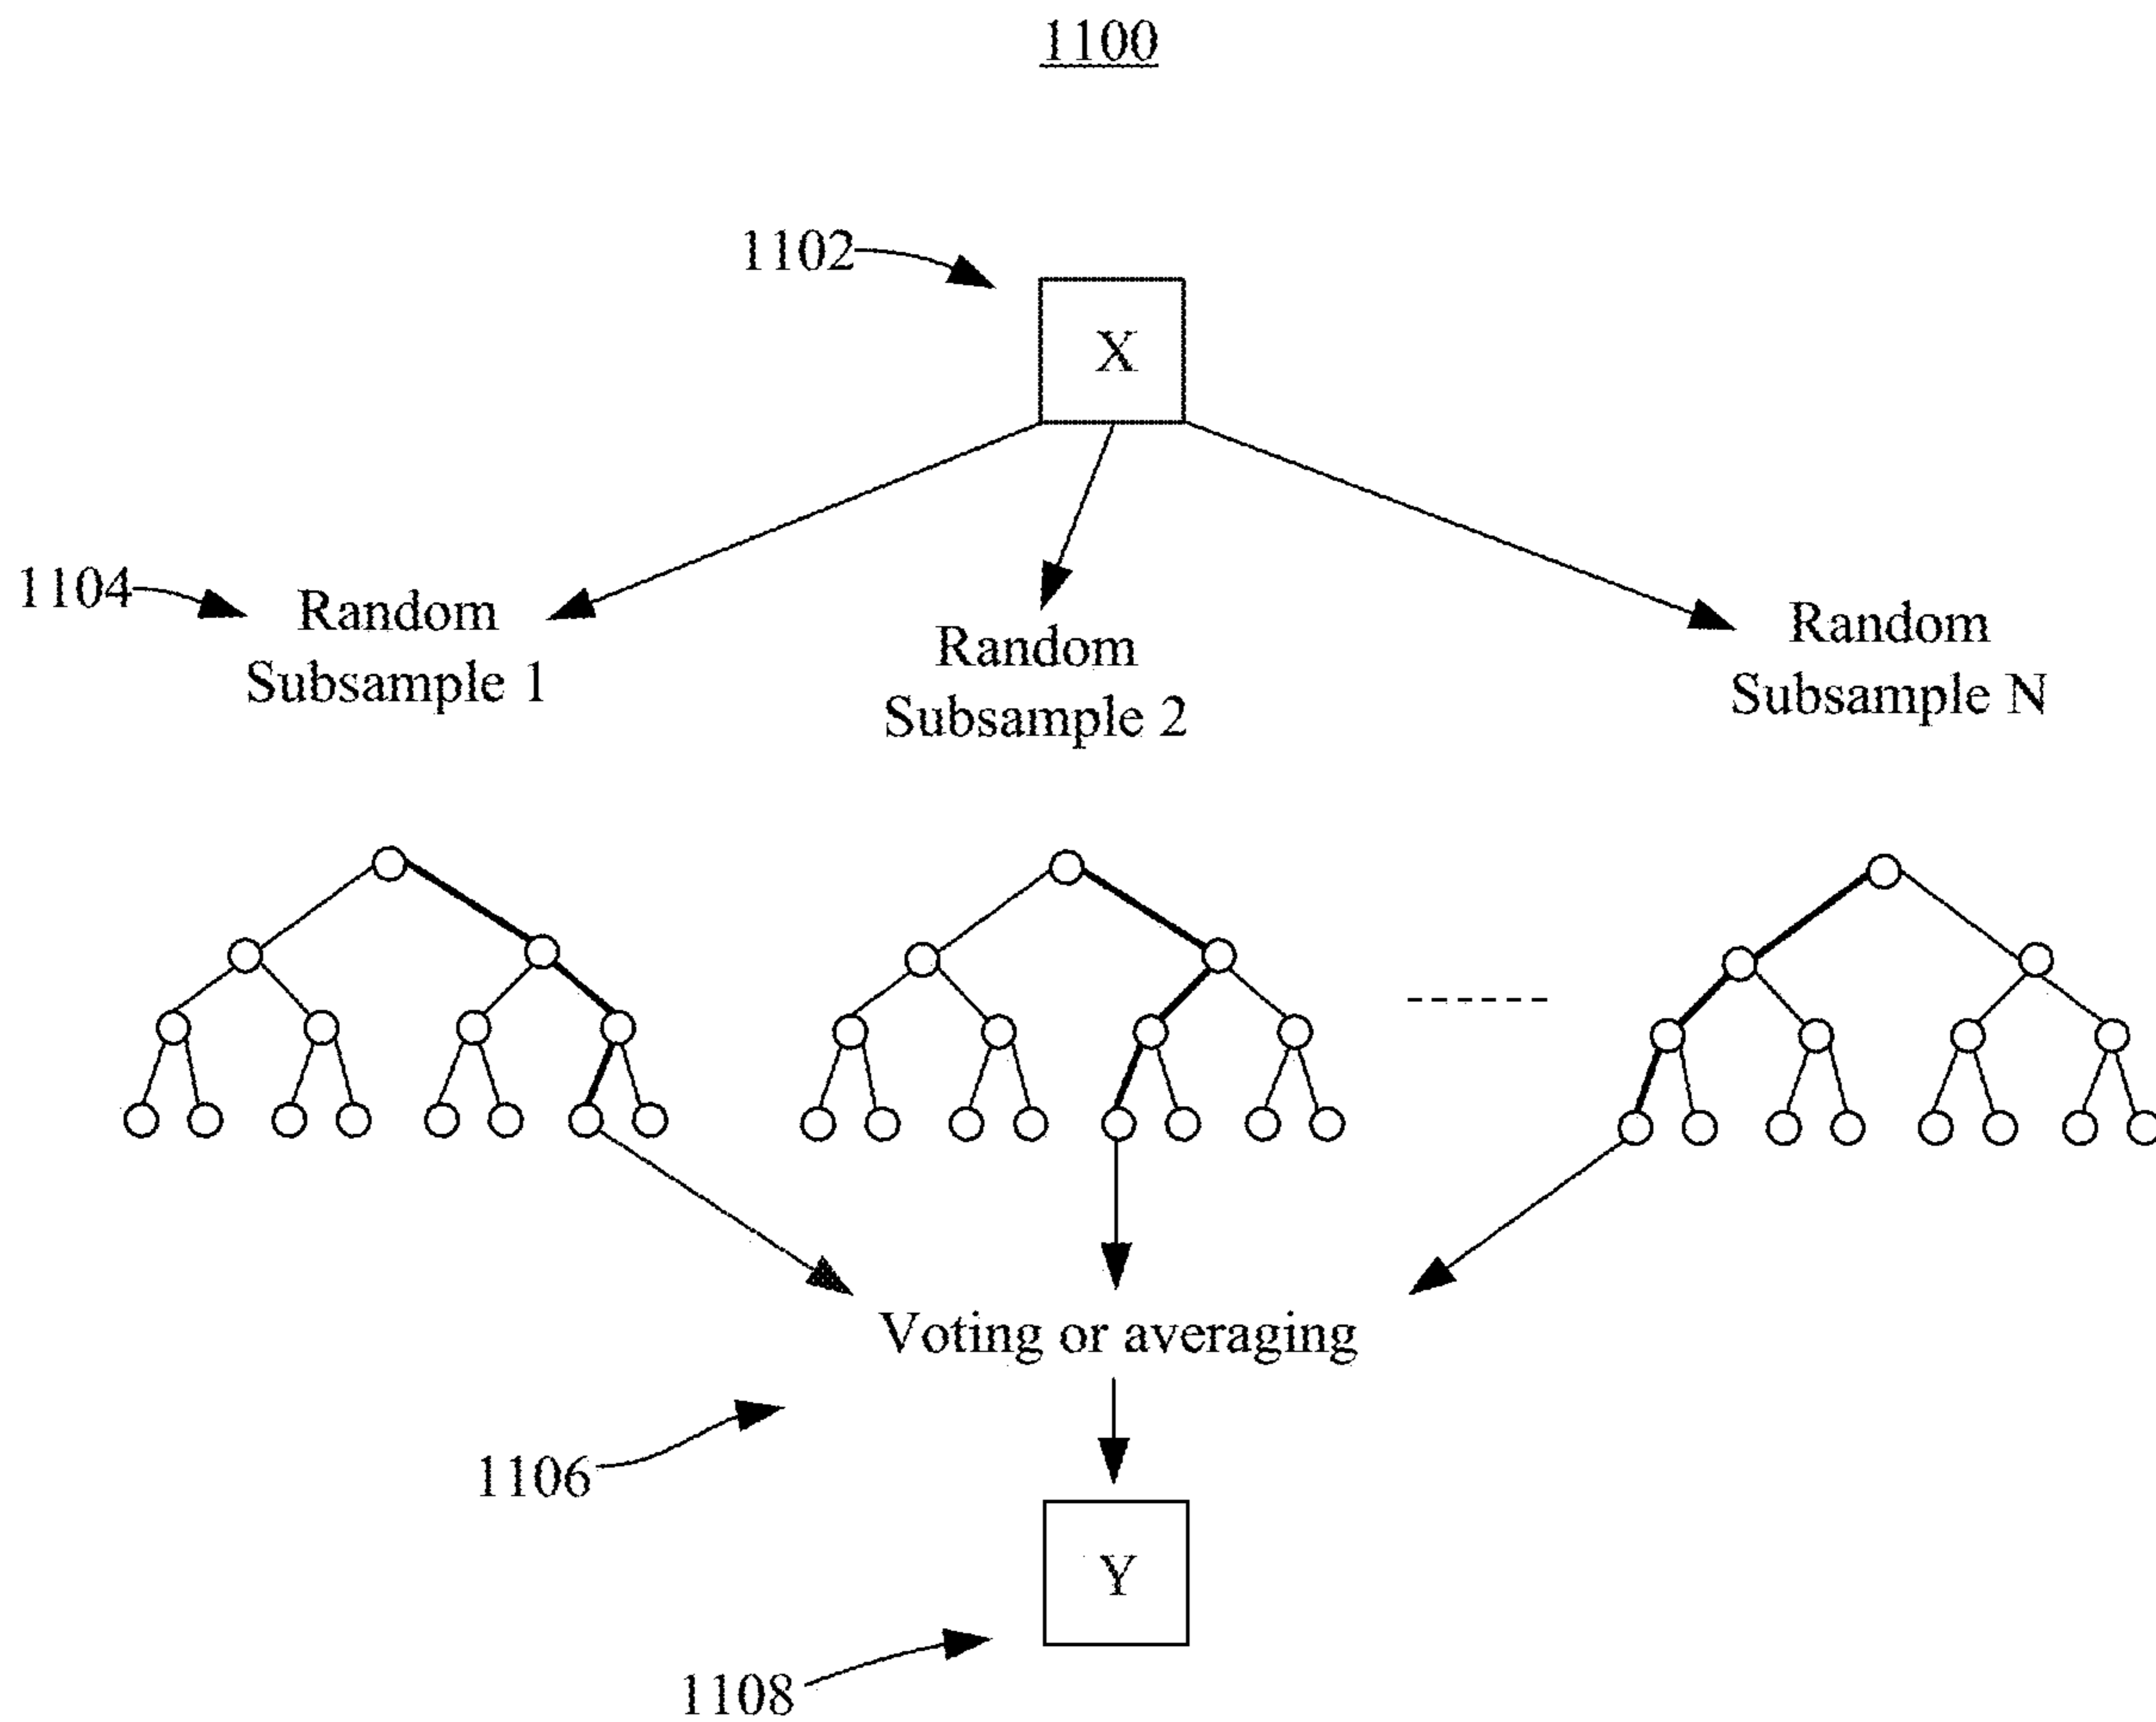 1100
1102
X
1104
Random
Subsample 1
Random
Subsample 2
Random
Subsample N
Voting or averaging
1106
Y
1108